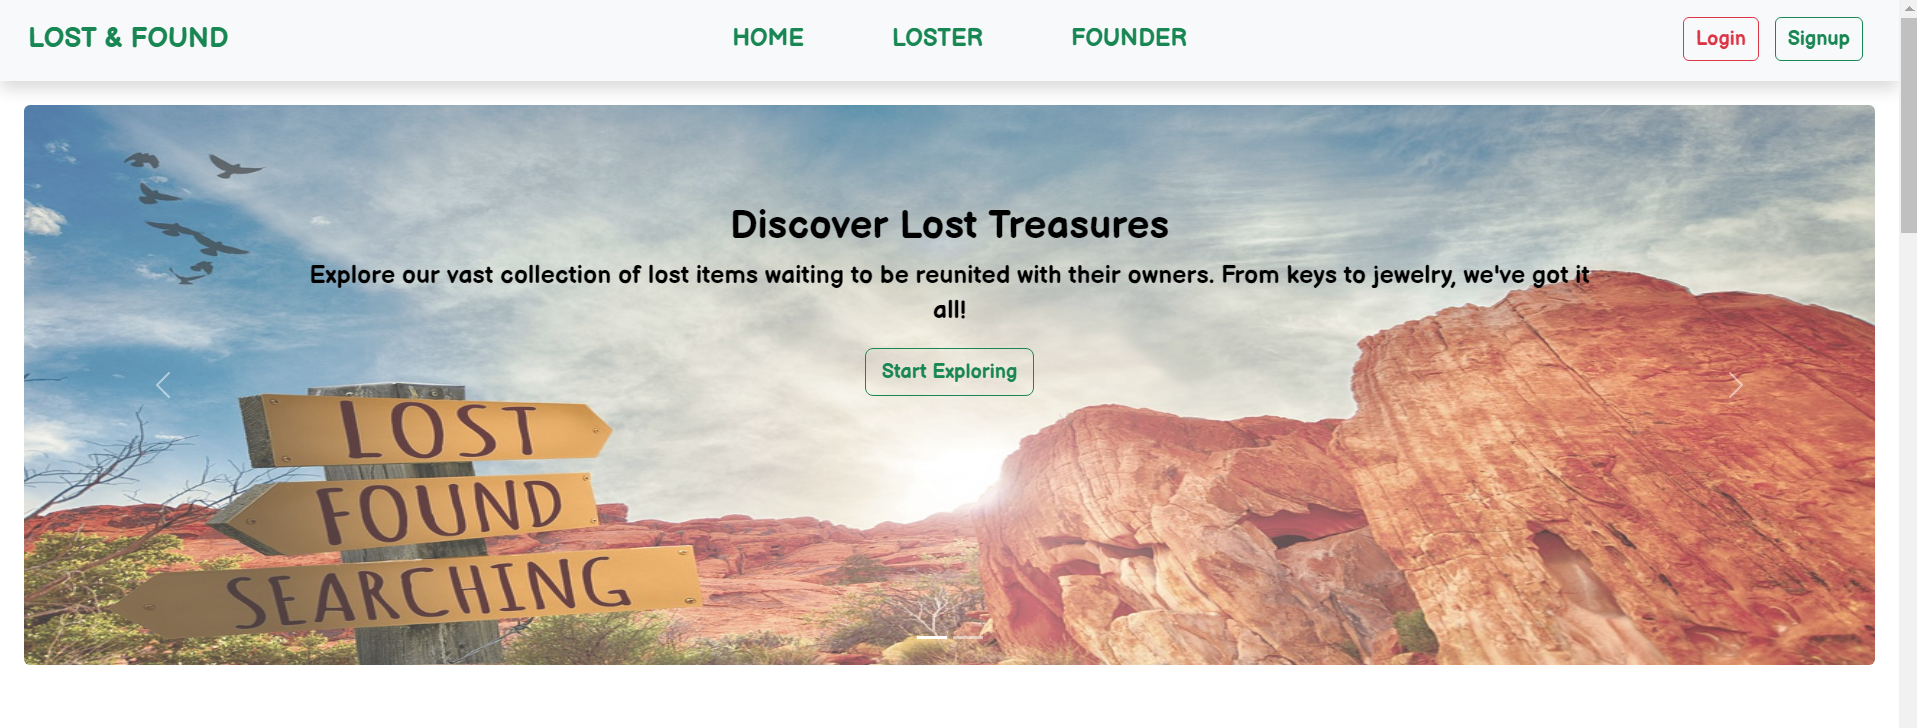 LOST & FOUND
HOME
LOSTER
FOUNDER
Login
Signup
Discover Lost Treasures
Explore our vast collection of lost items waiting to be reunited with their owners. From keys to jewelry, we've got it
all!
Start Exploring
LOST
FOUND
SEARCHING